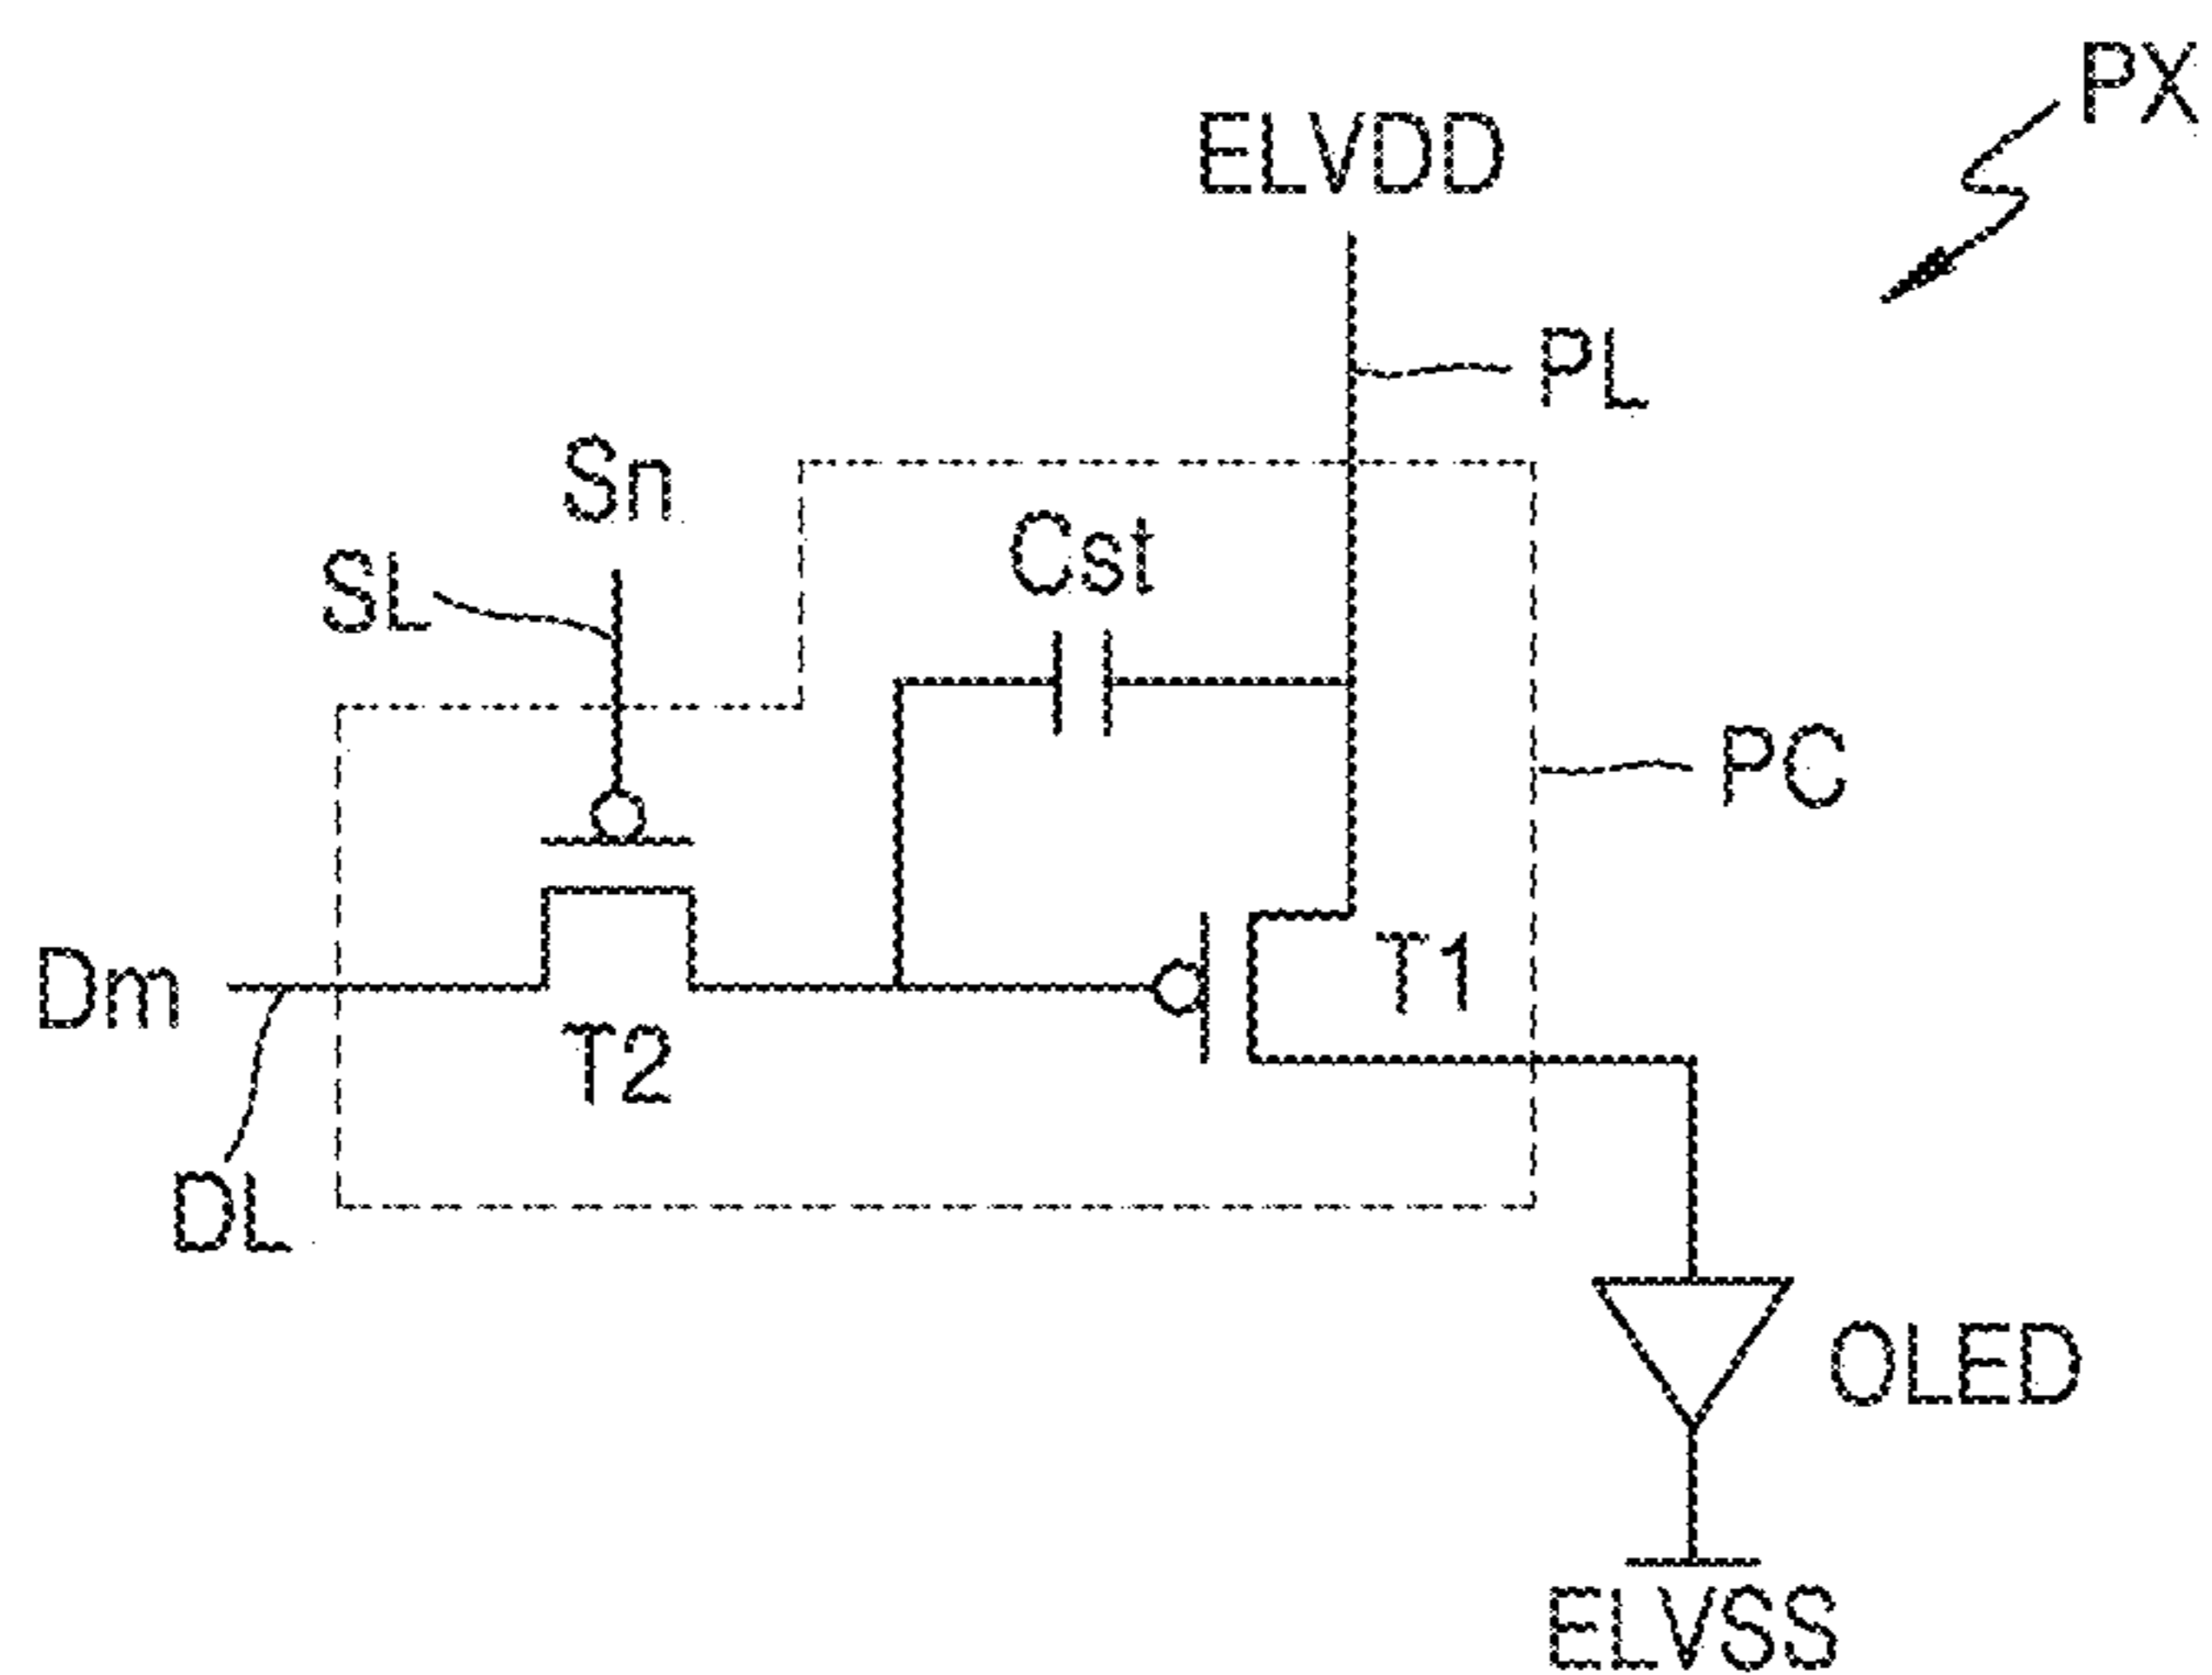 PX
ELVDD
PL
Sn
SL
Cst
PC
Dm
T1
T2
DL
OLED
ELVSS